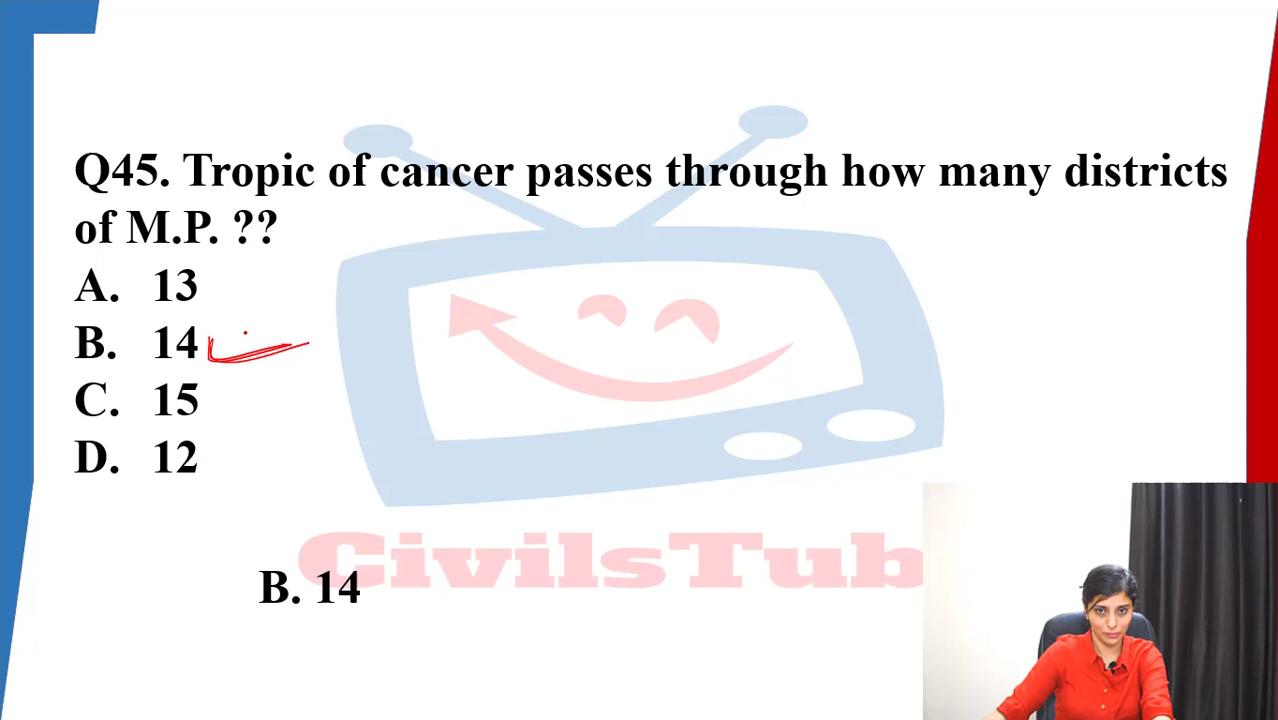 Q45. Tropic of cancer passes through how many districts
of M.P. ??
A. 13
B. 14
C. 15
D. 12
CivilsTub
B. 14